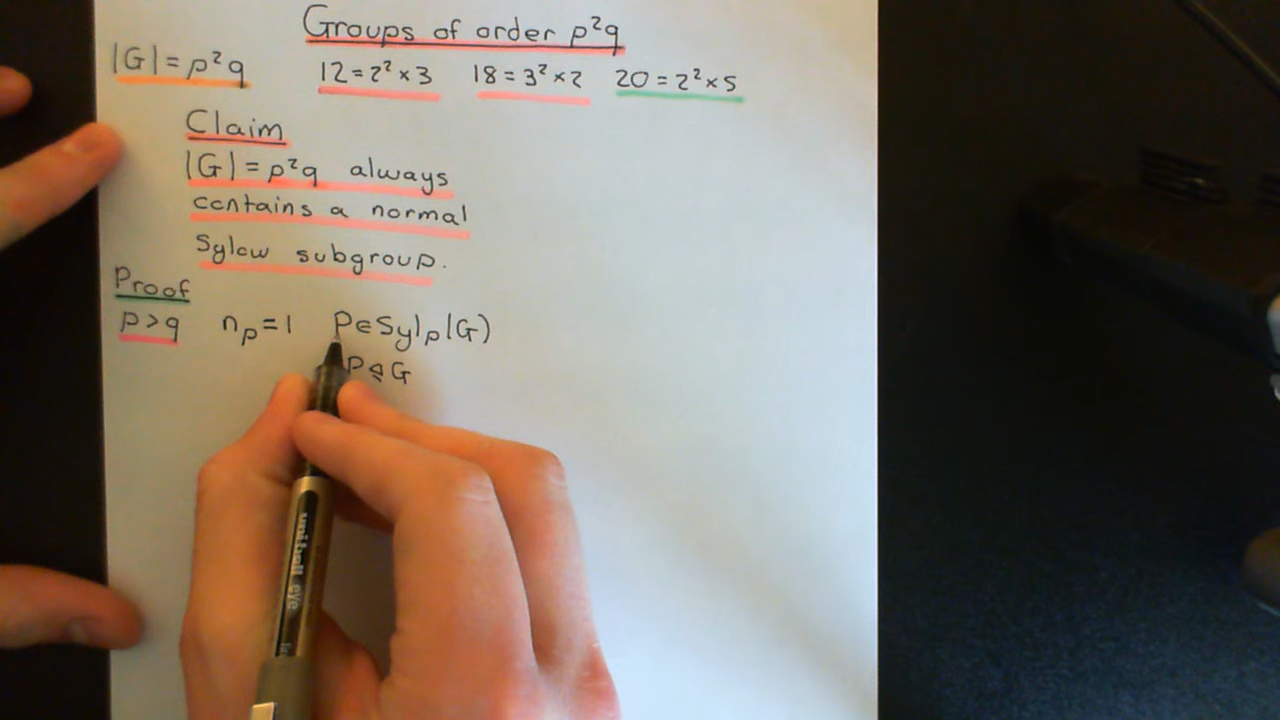 Groups of order p²q
|G| = p²q 12 = 2² × 3 18 = 3² × 2 20 = 2² × 5
Claim
|G| = p²q always
contains a normal
Sylow subgroup.
Proof
p > q n_p = 1 P ∈ Syl_p(G)
P ⊴ G
uniball eye